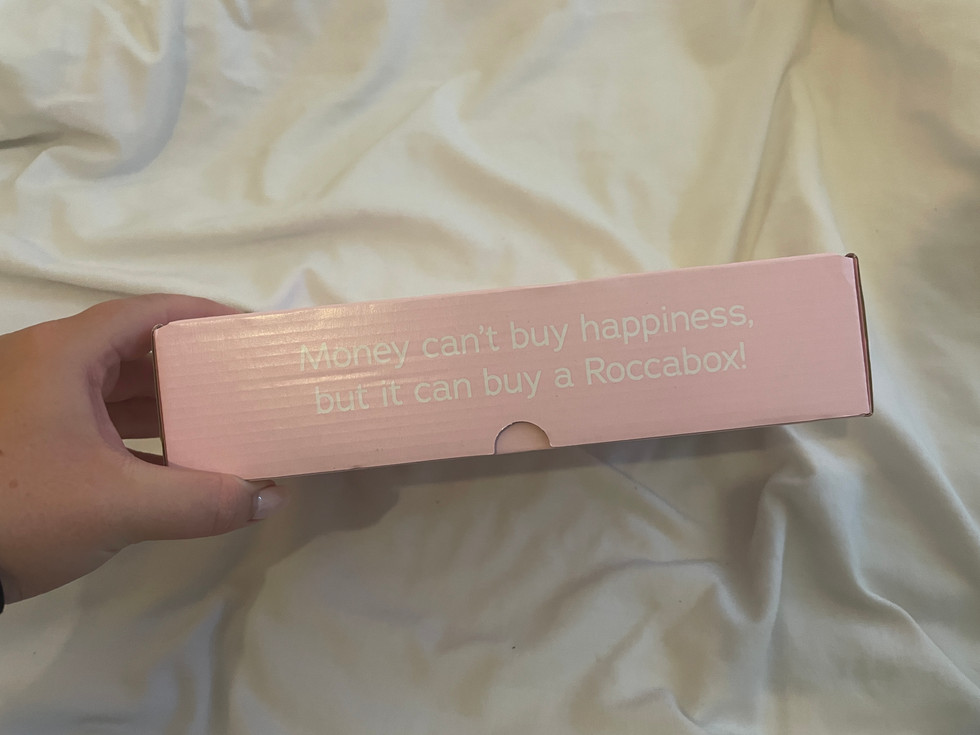 Money can't buy happiness,
but it can buy a Roccabox!